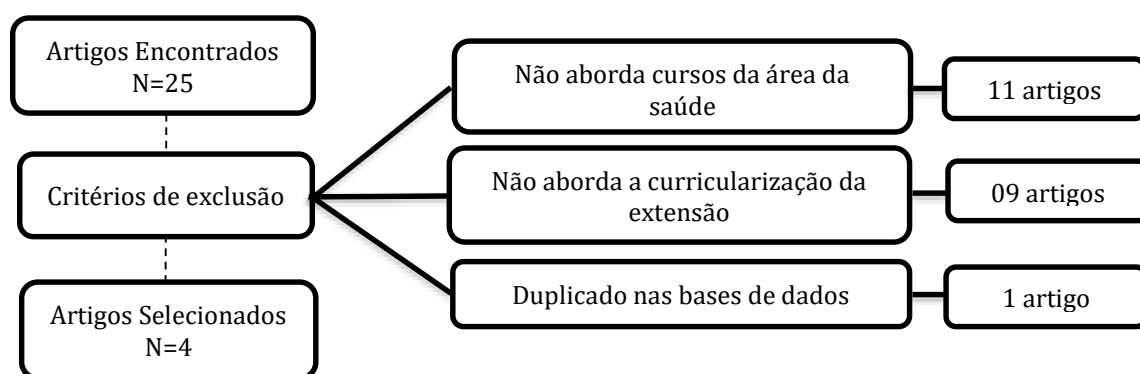 Artigos Encontrados
N=25
Não aborda cursos da área da
saúde
11 artigos
Critérios de exclusão
Não aborda a curricularização da
extensão
09 artigos
Duplicado nas bases de dados
1 artigo
Artigos Selecionados
N=4